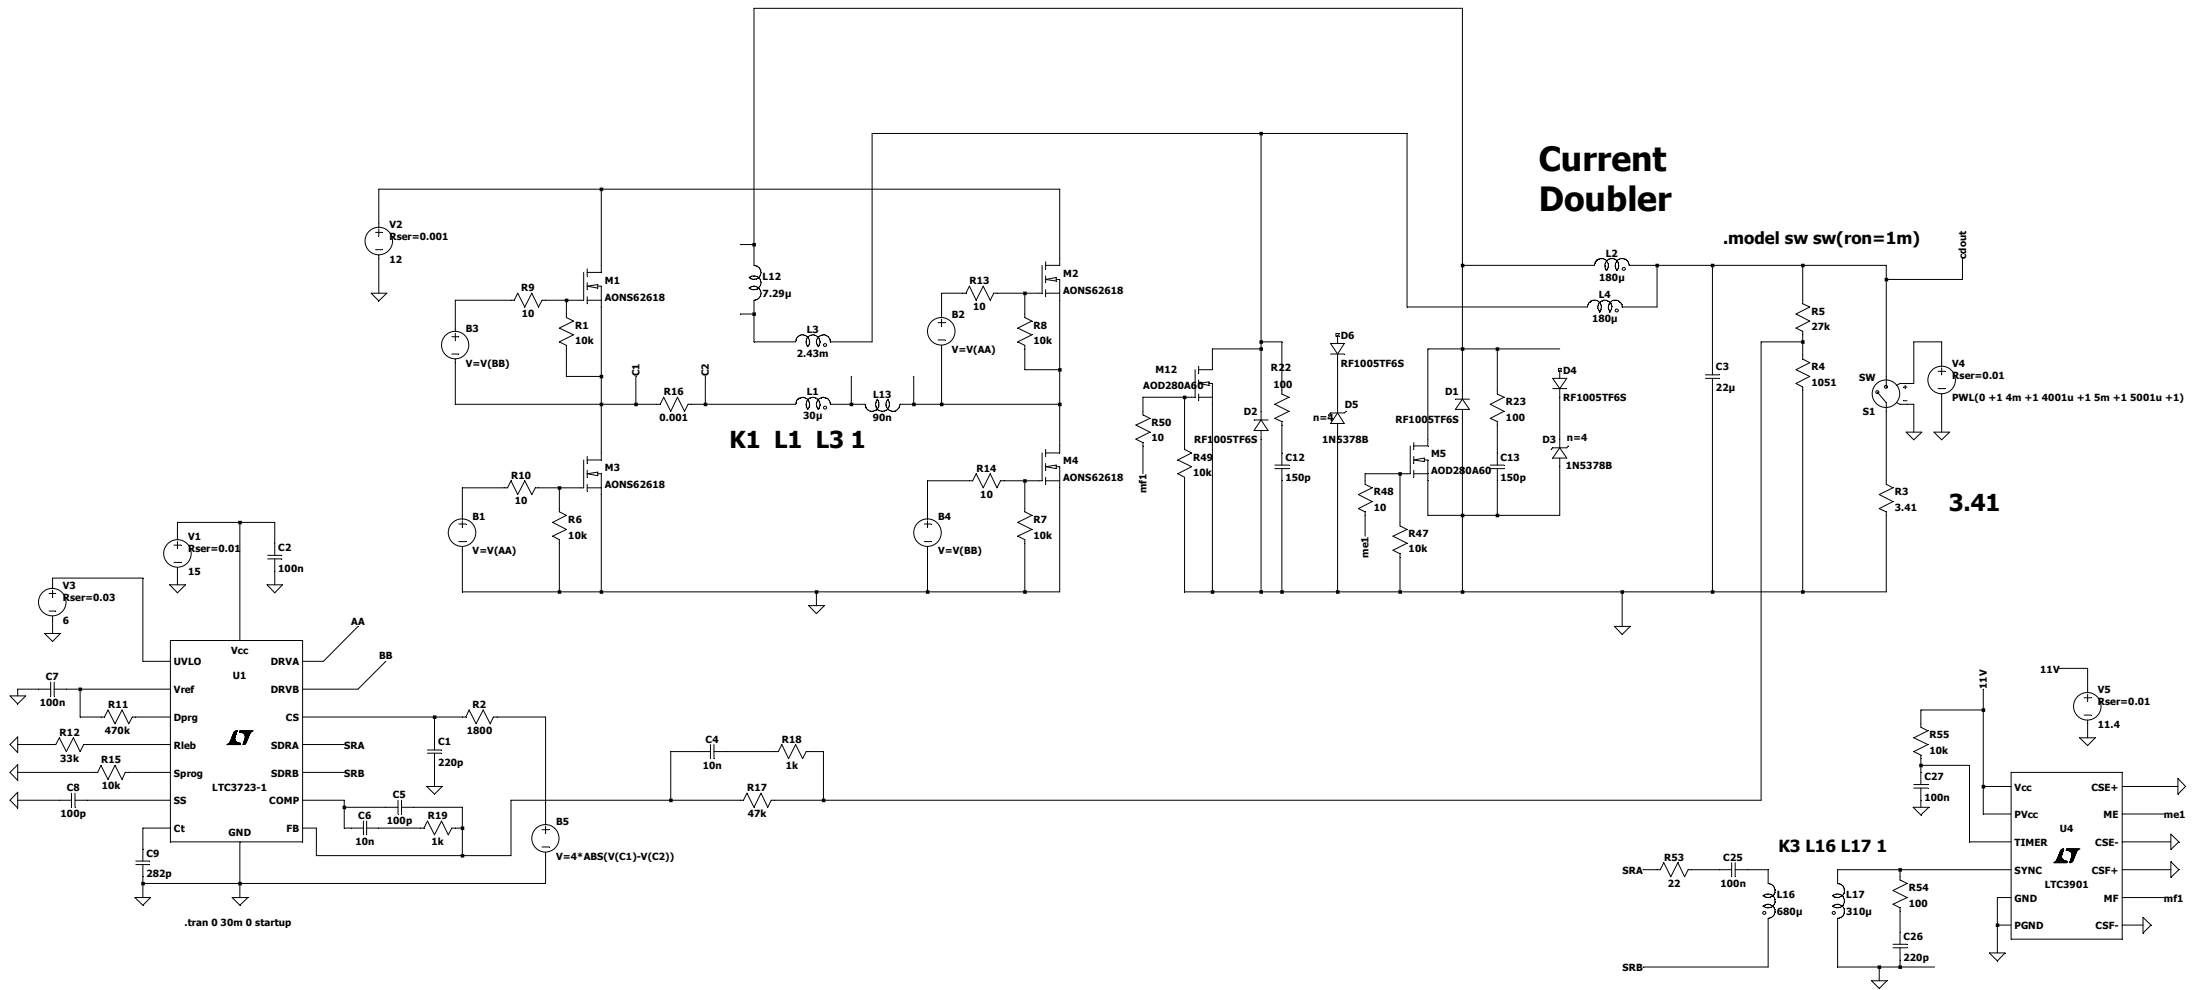 Current
Doubler
.model sw sw(ron=1m)
cdout
V2
Rser=0.001
12
L12
7.29µ
L3
2.43m
M1
AONS62618
R9
10
R1
10k
B3
V=V(BB)
M2
AONS62618
R13
10
R8
10k
B2
V=V(AA)
C1
C2
R16
0.001
L1
30µ
L13
90n
K1 L1 L3 1
M3
AONS62618
R10
10
R6
10k
B1
V=V(AA)
M4
AONS62618
R14
10
R7
10k
B4
V=V(BB)
M12
AOD280A60
R50
10
mf1
R49
10k
R22
100
D2
RF1005TF6S
C12
150p
D6
RF1005TF6S
n=4
D5
1N5378B
D1
RF1005TF6S
M5
AOD280A60
R48
10
me1
R47
10k
R23
100
C13
150p
D4
RF1005TF6S
D3
n=4
1N5378B
L2
180µ
L4
180µ
C3
22µ
R5
27k
R4
1051
SW
S1
V4
Rser=0.01
PWL(0 +1 4m +1 4001u +1 5m +1 5001u +1)
R3
3.41
3.41
V1
Rser=0.01
15
C2
100n
V3
Rser=0.03
6
AA
BB
Vcc
U1
UVLO
DRVA
Vref
DRVB
Dprg
CS
Rleb
SDRA
Sprog
SDRB
LTC3723-1
SS
COMP
Ct
FB
GND
C7
100n
R11
470k
R12
33k
R15
10k
C8
100p
C9
282p
SRA
SRB
R2
1800
C1
220p
C5
100p
C6
10n
R19
1k
B5
V=4*ABS(V(C1)-V(C2))
C4
10n
R18
1k
R17
47k
.tran 0 30m 0 startup
11V
11V
V5
Rser=0.01
11.4
R55
10k
C27
100n
Vcc
CSE+
PVcc
ME
me1
U4
TIMER
CSE-
SYNC
CSF+
LTC3901
GND
MF
mf1
PGND
CSF-
K3 L16 L17 1
SRA
R53
22
C25
100n
L16
680µ
L17
310µ
R54
100
C26
220p
SRB